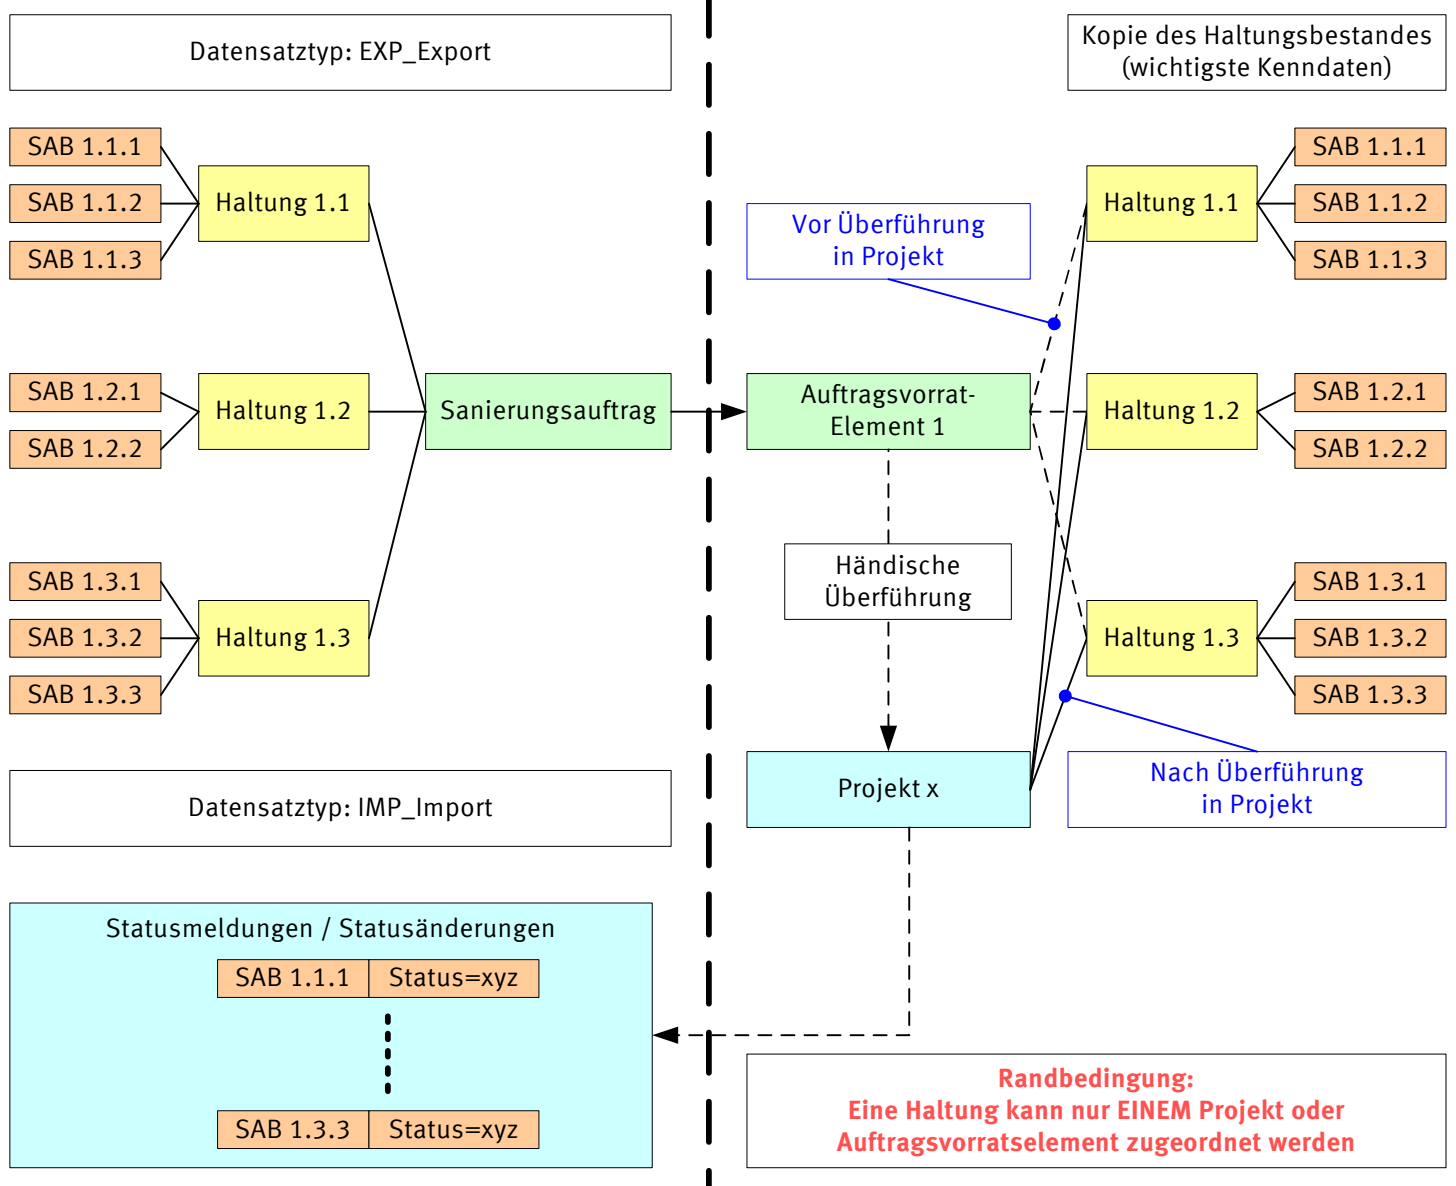 Datensatztyp: EXP_Export
SAB 1.1.1
SAB 1.1.2
SAB 1.1.3
Haltung 1.1
SAB 1.2.1
SAB 1.2.2
Haltung 1.2
Sanierungsauftrag
SAB 1.3.1
SAB 1.3.2
SAB 1.3.3
Haltung 1.3
Datensatztyp: IMP_Import
Statusmeldungen / Statusänderungen
SAB 1.1.1 Status=xyz
SAB 1.3.3 Status=xyz
Kopie des Haltungsbestandes
(wichtigste Kenndaten)
Vor Überführung
in Projekt
Haltung 1.1
SAB 1.1.1
SAB 1.1.2
SAB 1.1.3
Auftragsvorrat-
Element 1
Haltung 1.2
SAB 1.2.1
SAB 1.2.2
Händische
Überführung
Haltung 1.3
SAB 1.3.1
SAB 1.3.2
SAB 1.3.3
Projekt x
Nach Überführung
in Projekt
Randbedingung:
Eine Haltung kann nur EINEM Projekt oder
Auftragsvorratselement zugeordnet werden